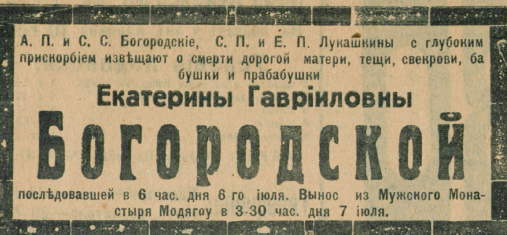 А. П. и С. С. Богородскіе, С. П. и Е. П. Лукашкины с глубоким
прискорбіем извѣщают о смерти дорогой матери, тещи, свекрови, ба
бушки и прабабушки
Екатерины Гавріиловны
Богородской
послѣдовавшей в 6 час. дня 6 го іюля. Вынос из Мужского Мона-
стыря Модягоу в 3-30 час. дня 7 іюля.